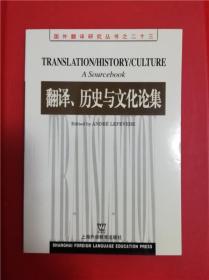 国外翻译研究丛书之二十三
TRANSLATION/HISTORY/CULTURE
A Sourcebook
翻译、历史与文化论集
Edited by ANDRÉ LEFEVERE
上海外语教育出版社
SHANGHAI FOREIGN LANGUAGE EDUCATION PRESS